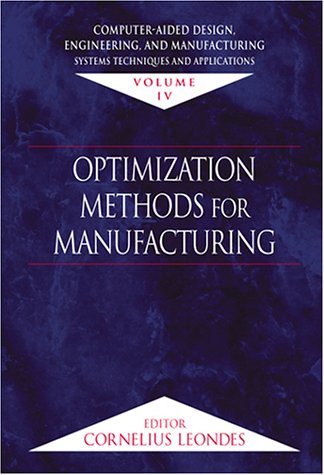 COMPUTER-AIDED DESIGN,
ENGINEERING, AND MANUFACTURING
SYSTEMS TECHNIQUES AND APPLICATIONS
VOLUME
IV
OPTIMIZATION
METHODS FOR
MANUFACTURING
EDITOR
CORNELIUS LEONDES